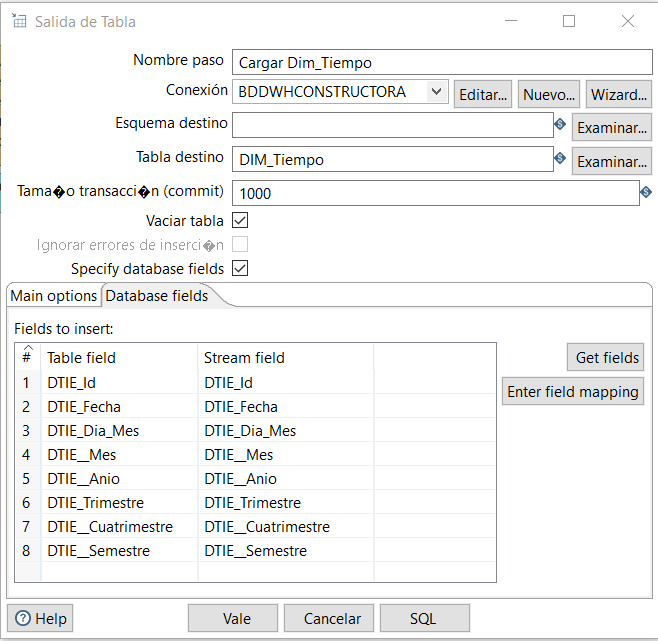 Salida de Tabla
Nombre paso Cargar Dim_Tiempo
Conexión BDDWHCONSTRUCTORA Editar... Nuevo... Wizard...
Esquema destino Examinar...
Tabla destino DIM_Tiempo Examinar...
Tama�o transacci�n (commit) 1000
Vaciar tabla
Ignorar errores de inserci�n
Specify database fields
Main options Database fields
Fields to insert:
# Table field Stream field Get fields
1 DTIE_Id DTIE_Id Enter field mapping
2 DTIE_Fecha DTIE_Fecha
3 DTIE_Dia_Mes DTIE_Dia_Mes
4 DTIE__Mes DTIE__Mes
5 DTIE__Anio DTIE__Anio
6 DTIE_Trimestre DTIE_Trimestre
7 DTIE__Cuatrimestre DTIE__Cuatrimestre
8 DTIE__Semestre DTIE__Semestre
Help Vale Cancelar SQL